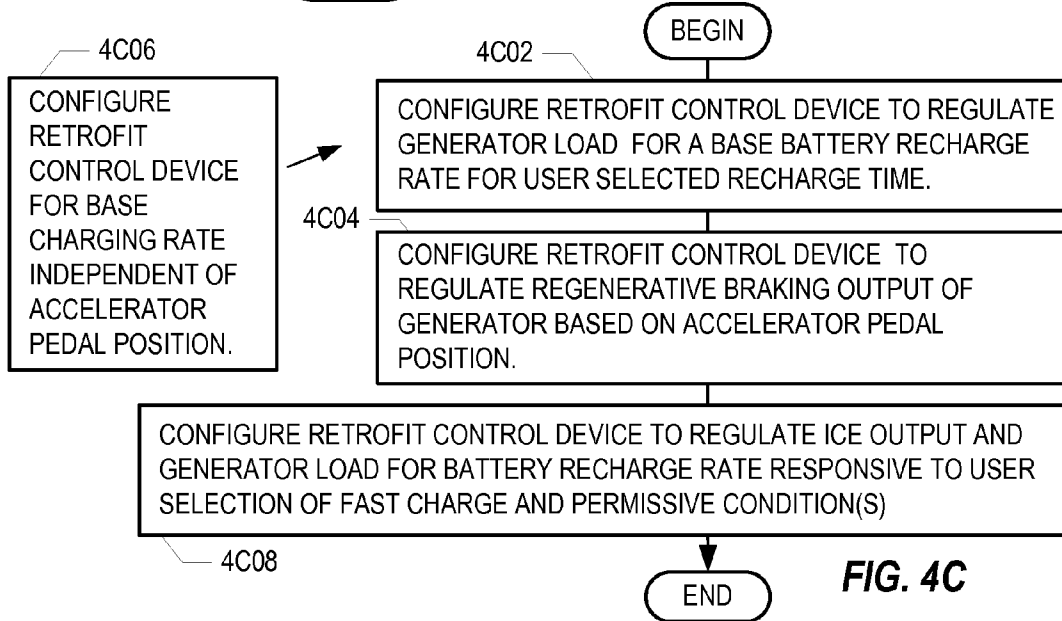 BEGIN
4C06
CONFIGURE
RETROFIT
CONTROL DEVICE
FOR BASE
CHARGING RATE
INDEPENDENT OF
ACCELERATOR
PEDAL POSITION.
4C02
CONFIGURE RETROFIT CONTROL DEVICE TO REGULATE
GENERATOR LOAD FOR A BASE BATTERY RECHARGE
RATE FOR USER SELECTED RECHARGE TIME.
4C04
CONFIGURE RETROFIT CONTROL DEVICE TO
REGULATE REGENERATIVE BRAKING OUTPUT OF
GENERATOR BASED ON ACCELERATOR PEDAL
POSITION.
CONFIGURE RETROFIT CONTROL DEVICE TO REGULATE ICE OUTPUT AND
GENERATOR LOAD FOR BATTERY RECHARGE RATE RESPONSIVE TO USER
SELECTION OF FAST CHARGE AND PERMISSIVE CONDITION(S)
4C08
END
FIG. 4C